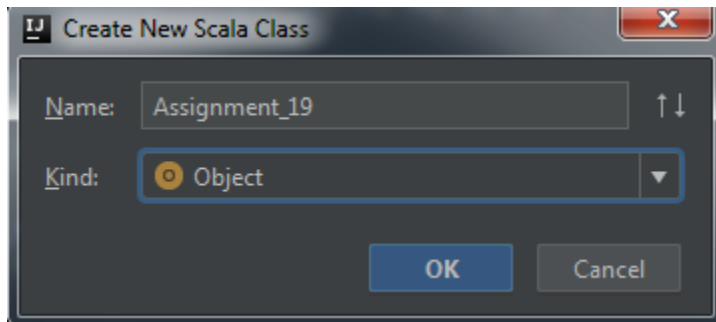 IJ Create New Scala Class
Name: Assignment_19
Kind: O Object
OK Cancel